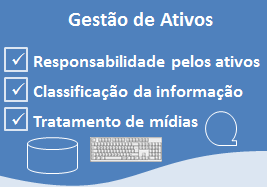 Gestão de Ativos
Responsabilidade pelos ativos
Classificação da informação
Tratamento de mídias